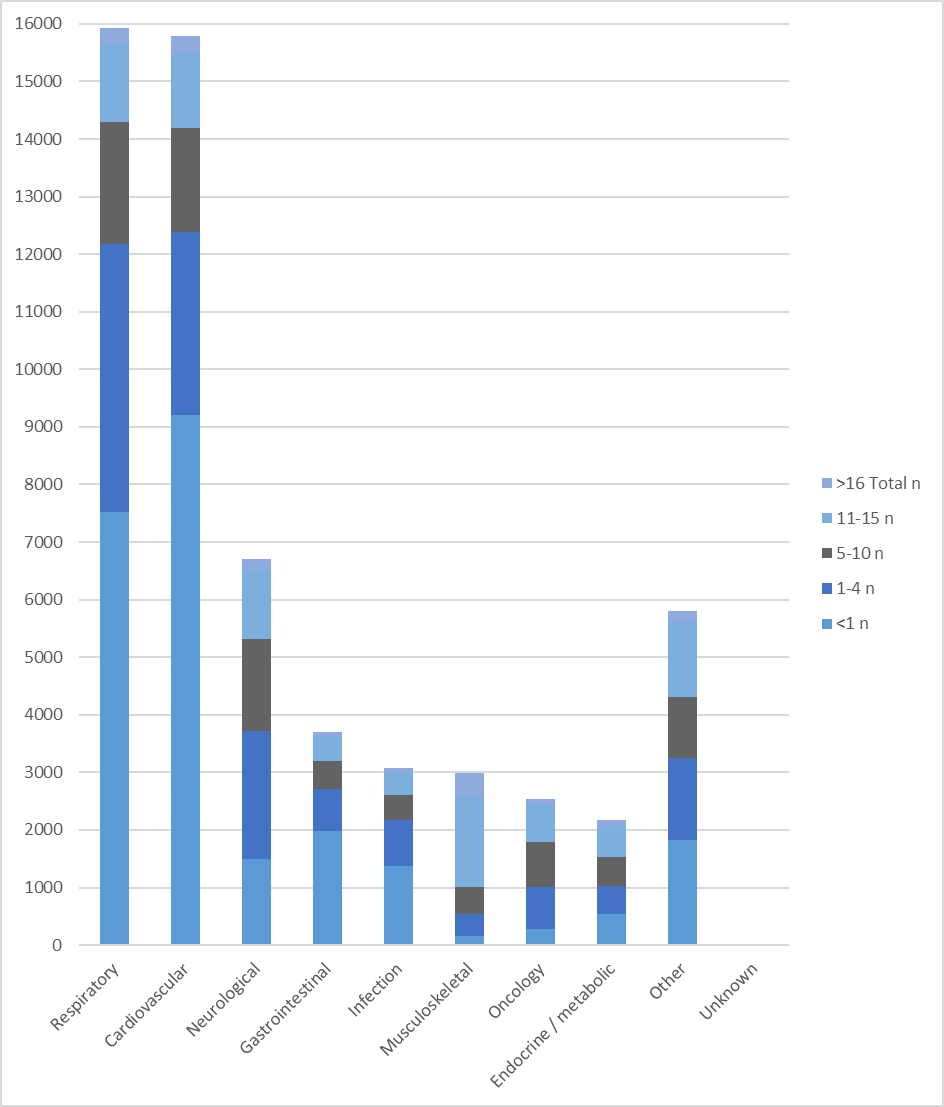 16000
15000
14000
13000
12000
11000
10000
9000
8000
7000
6000
5000
4000
3000
2000
1000
0
Respiratory
Cardiovascular
Neurological
Gastrointestinal
Infection
Musculoskeletal
Oncology
Endocrine / metabolic
Other
Unknown
>16 Total n
11-15 n
5-10 n
1-4 n
<1 n